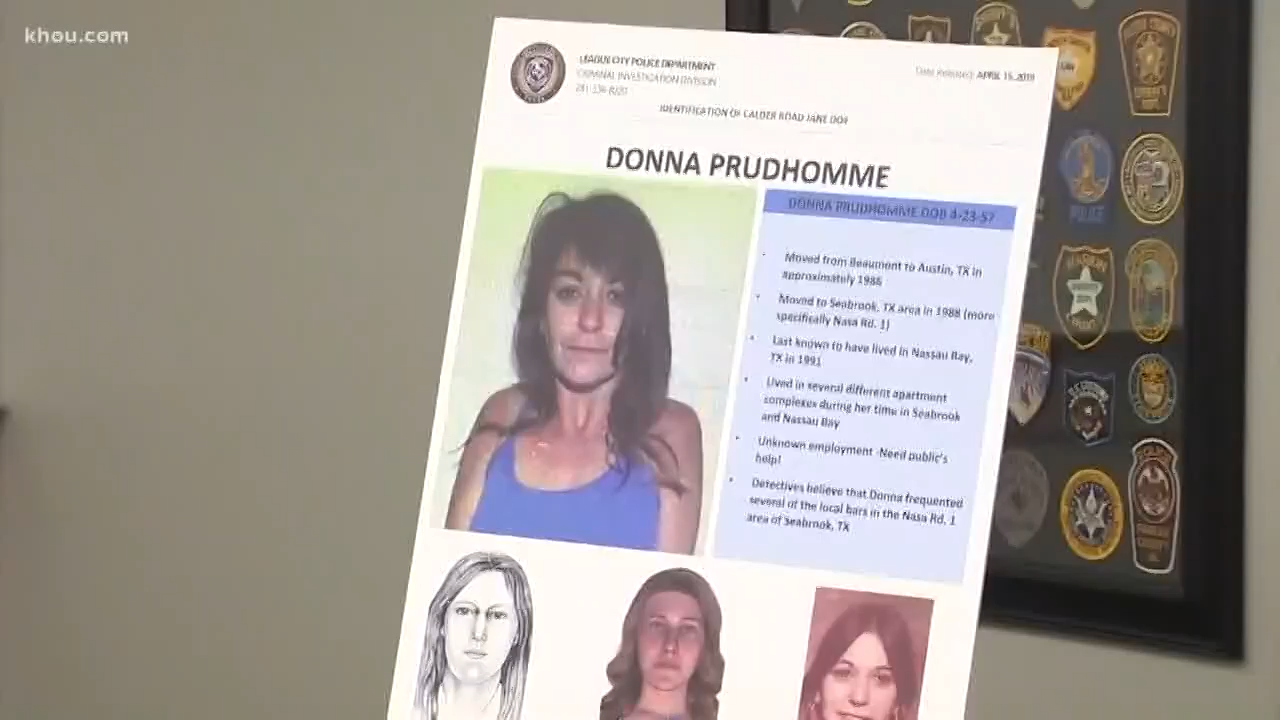 khou.com
LEAGUE CITY POLICE DEPARTMENT
CRIMINAL INVESTIGATION DIVISION
Date Released: APRIL 15, 2019
IDENTIFICATION OF CALDER ROAD JANE DOE
DONNA PRUDHOMME
DONNA PRUDHOMME DOB 4-23-57
Moved from Beaumont to Austin, TX in
approximately 1986
Moved to Seabrook, TX area in 1988 (more
specifically Nasa Rd. 1)
Last known to have lived in Nassau Bay,
TX in 1991
Lived in several different apartment
complexes during her time in Seabrook
and Nassau Bay
Unknown employment -Need public's
help!
Detectives believe that Donna frequented
several of the local bars in the Nasa Rd. 1
area of Seabrook, TX
POLICE